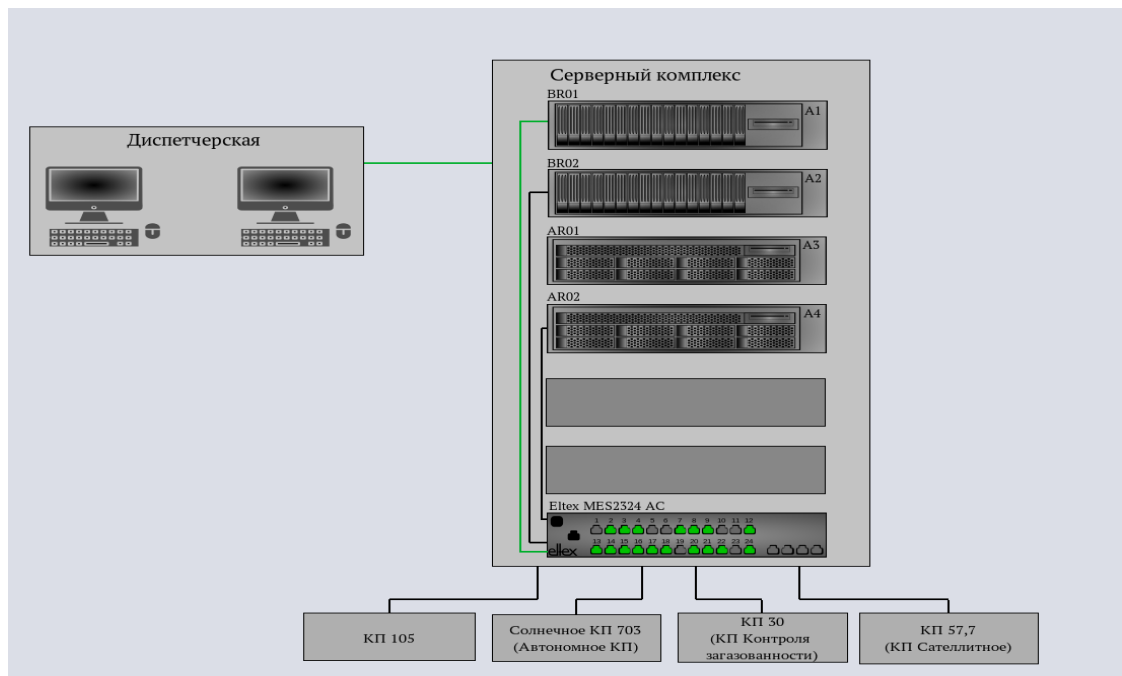 Серверный комплекс
BR01
A1
Диспетчерская
BR02
A2
AR01
A3
AR02
A4
Eltex MES2324 AC
1 2 3 4 5 6 7 8 9 10 11 12
13 14 15 16 17 18 19 20 21 22 23 24
eltex
КП 105
Солнечное КП 703
(Автономное КП)
КП 30
(КП Контроля
загазованности)
КП 57,7
(КП Сателлитное)